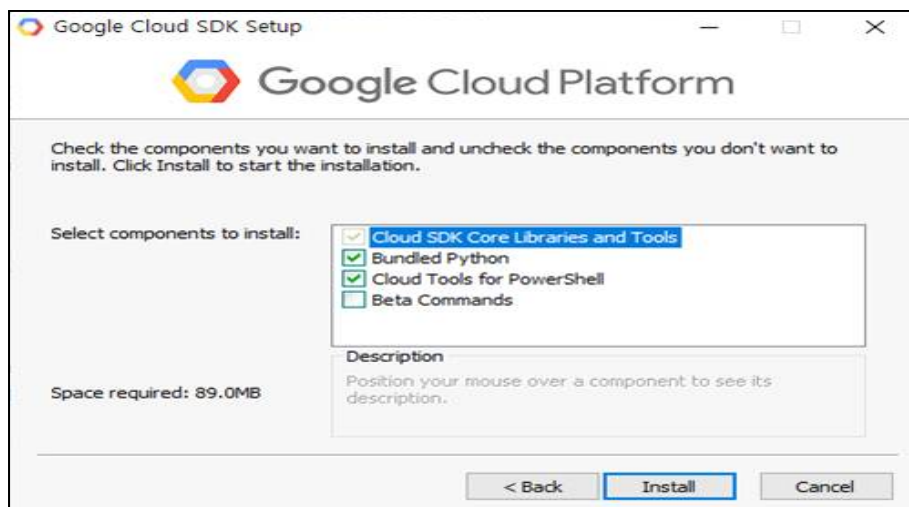 Google Cloud SDK Setup
Google Cloud Platform
Check the components you want to install and uncheck the components you don't want to
install. Click Install to start the installation.
Select components to install:
Cloud SDK Core Libraries and Tools
Bundled Python
Cloud Tools for PowerShell
Beta Commands
Description
Position your mouse over a component to see its
description.
Space required: 89.0MB
< Back
Install
Cancel